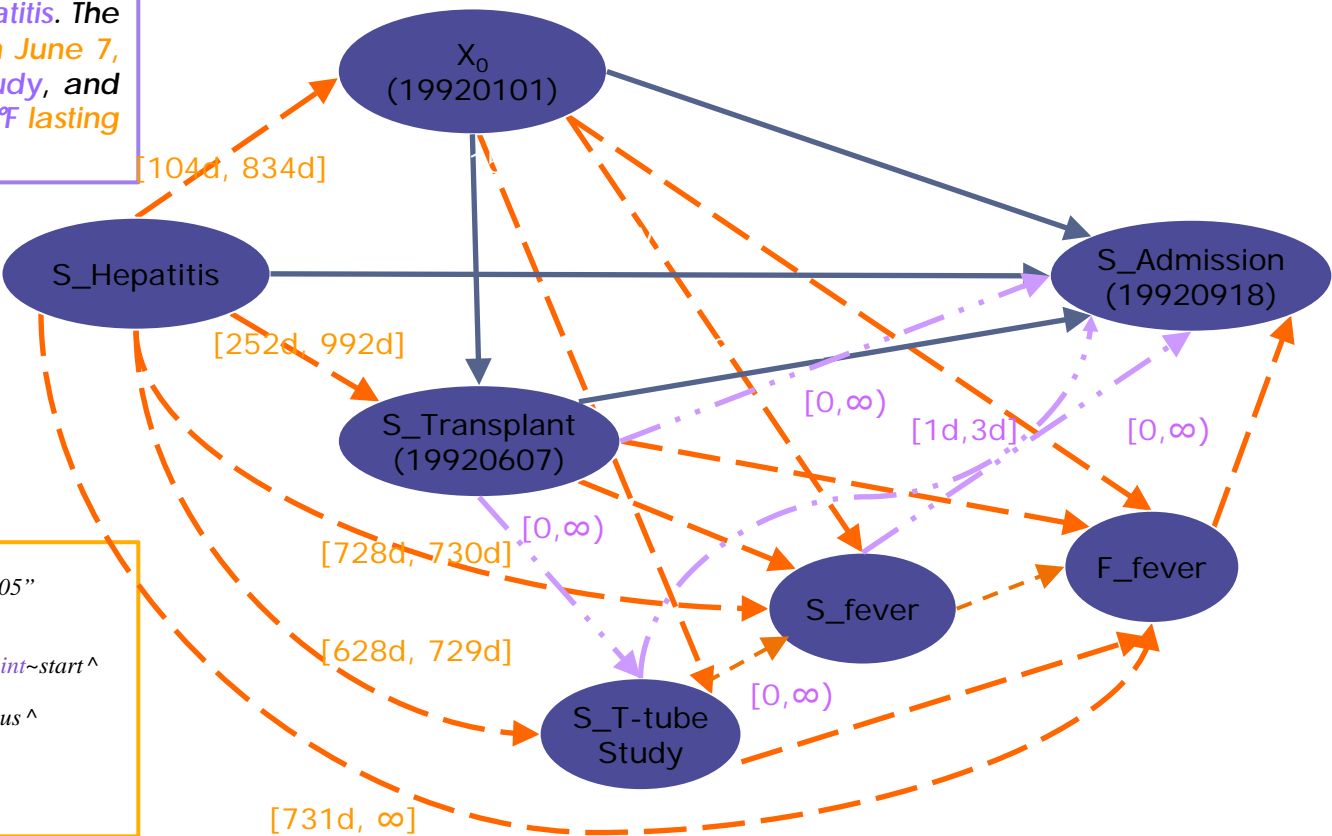 atitis. The
June 7,
udy, and
℉ lasting
X₀
(19920101)
[104d, 834d]
S_Hepatitis
S_Admission
(19920918)
[252d, 992d]
S_Transplant
(19920607)
[0,∞)
[1d,3d]
[0,∞)
[0,∞)
[728d, 730d]
F_fever
S_fever
05”
int~start ^
[628d, 729d]
[0,∞)
us ^
S_T-tube
Study
[731d, ∞]